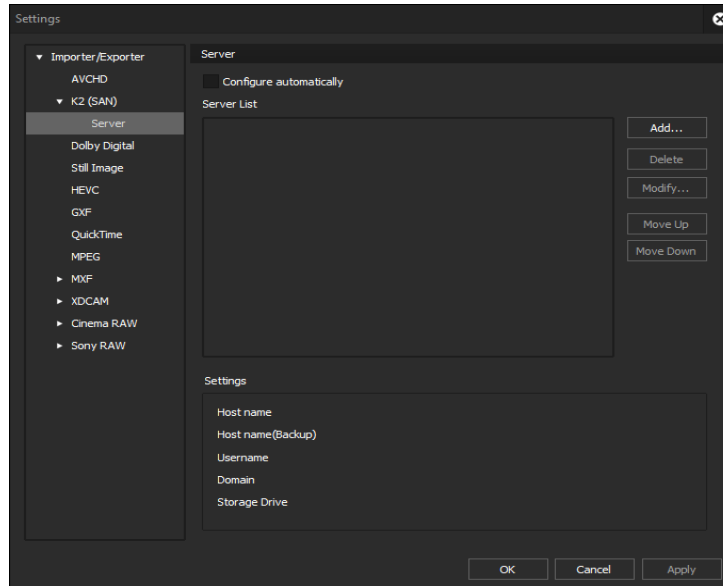 Settings
Importer/Exporter
AVCHD
K2 (SAN)
Server
Dolby Digital
Still Image
HEVC
GXF
QuickTime
MPEG
MXF
XDCAM
Cinema RAW
Sony RAW
Server
Configure automatically
Server List
Add...
Delete
Modify...
Move Up
Move Down
Settings
Host name
Host name(Backup)
Username
Domain
Storage Drive
OK
Cancel
Apply